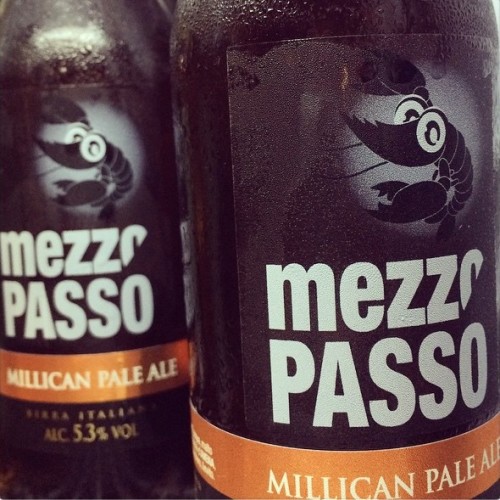 mezzo
PASSO
MILLICAN PALE ALE
BIRRA ITALIANA
ALC. 5.3% VOL
mezzo
PASSO
MILLICAN PALE ALE